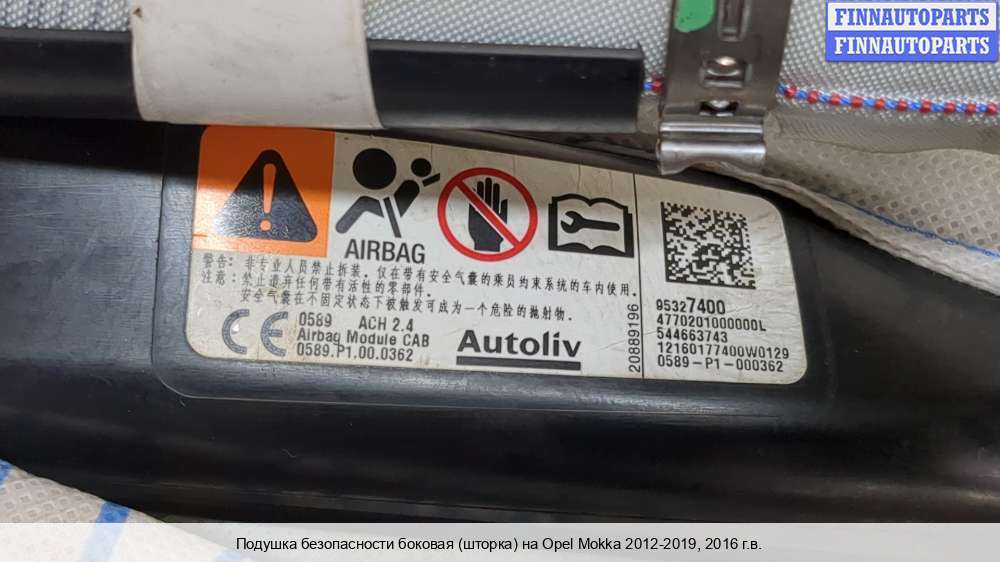 FINNAUTOPARTS
FINNAUTOPARTS
AIRBAG
警告：非专业人员禁止拆装。仅在带有安全气囊的乘员约束系统的车内使用。
注意：禁止遗弃任何带有活性的零部件。
安全气囊在不固定状态下被触发可成为一个危险的抛射物。
CE
0589 ACH 2.4
Airbag Module CAB
0589.P1.00.0362
Autoliv
20889196
95327400
4770201000000L
544663743
12160177400W0129
0589-P1-000362
Подушка безопасности боковая (шторка) на Opel Mokka 2012-2019, 2016 г.в.